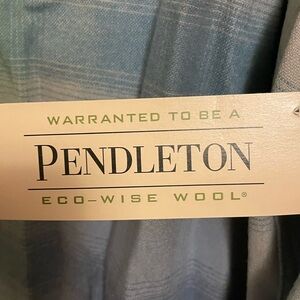 WARRANTED TO BE A
PENDLETON
ECO-WISE WOOL®